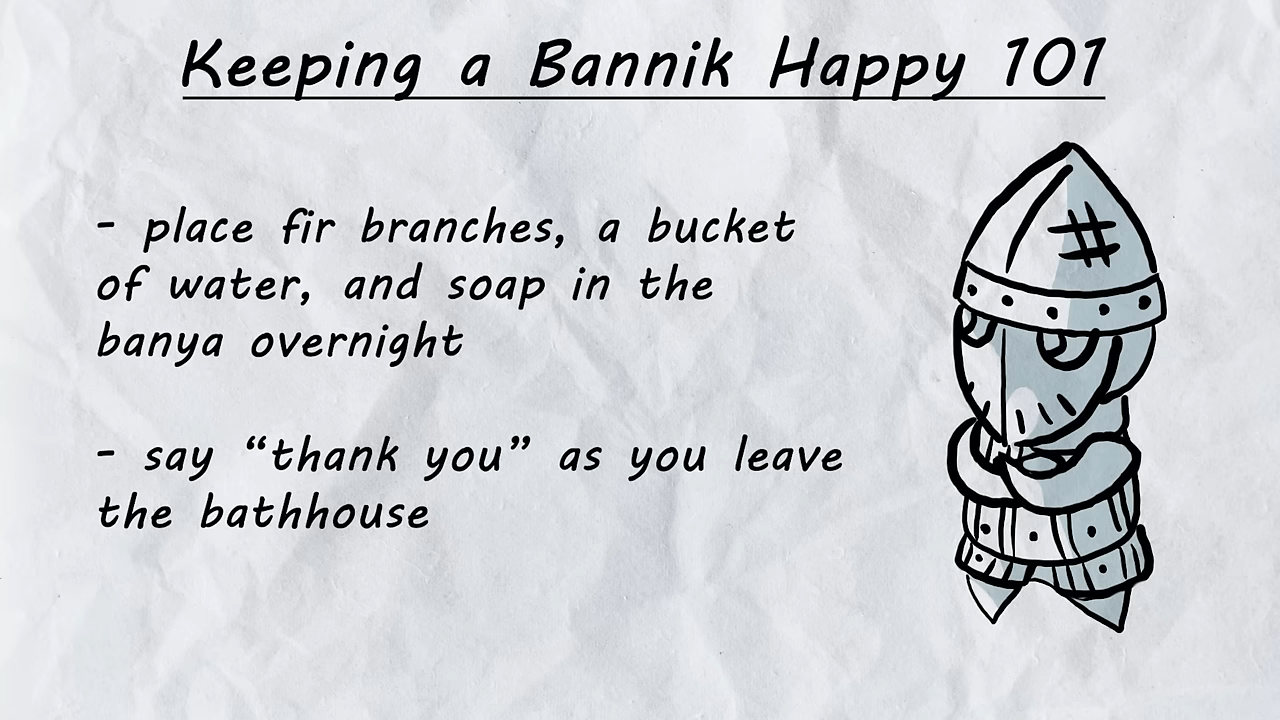 Keeping a Bannik Happy 101
- place fir branches, a bucket
of water, and soap in the
banya overnight
- say “thank you” as you leave
the bathhouse